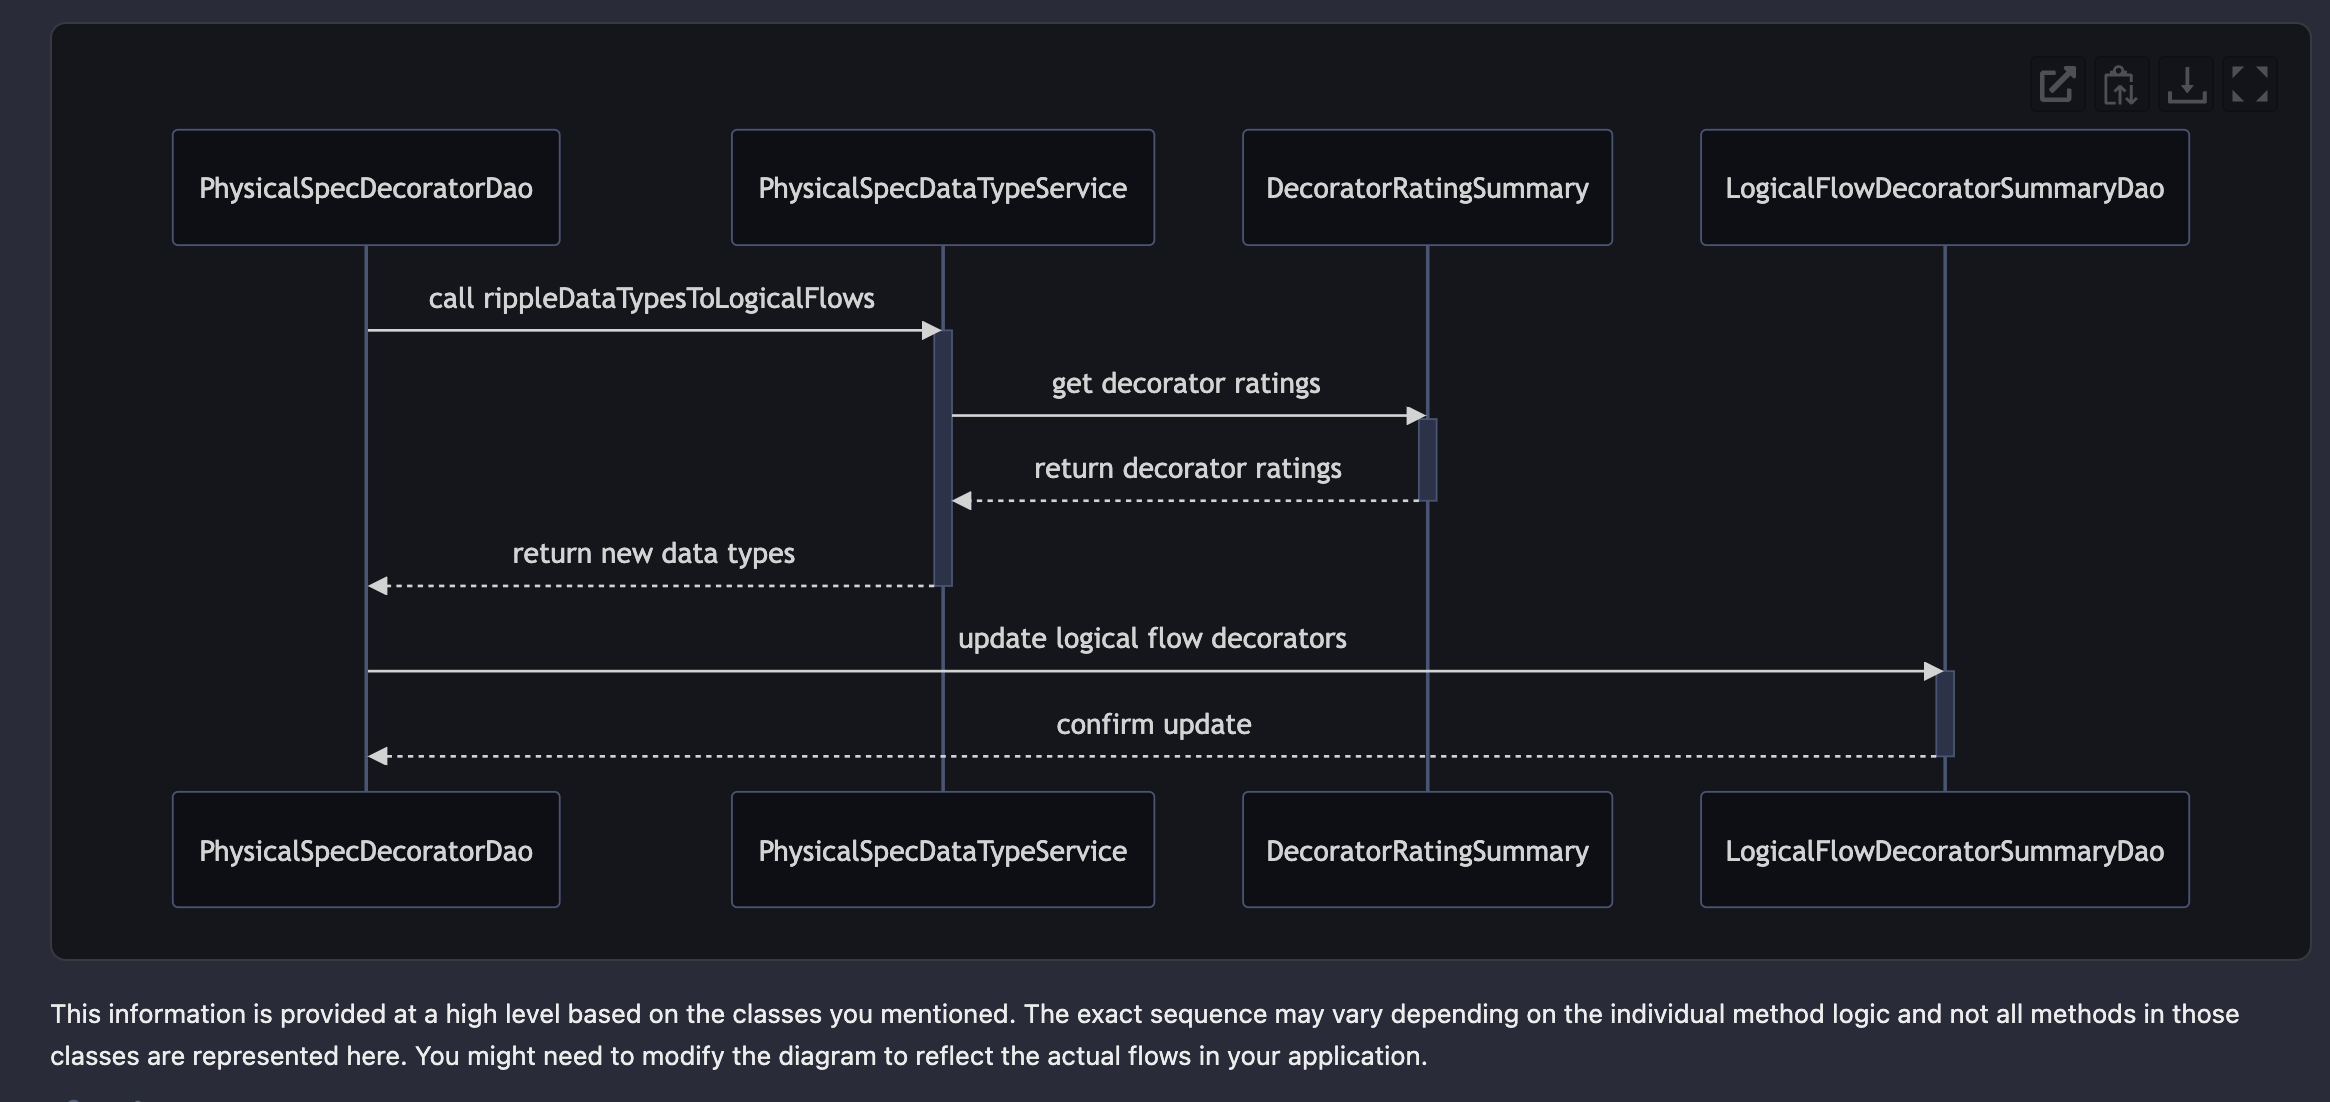 PhysicalSpecDecoratorDao
PhysicalSpecDataTypeService
DecoratorRatingSummary
LogicalFlowDecoratorSummaryDao
call rippleDataTypesToLogicalFlows
get decorator ratings
return decorator ratings
return new data types
update logical flow decorators
confirm update
PhysicalSpecDecoratorDao
PhysicalSpecDataTypeService
DecoratorRatingSummary
LogicalFlowDecoratorSummaryDao
This information is provided at a high level based on the classes you mentioned. The exact sequence may vary depending on the individual method logic and not all methods in those
classes are represented here. You might need to modify the diagram to reflect the actual flows in your application.